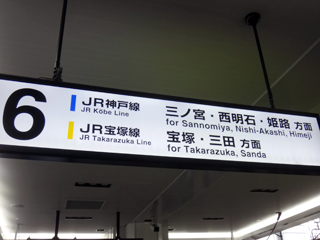 6
JR神戸線
JR Kōbe Line
三ノ宮・西明石・姫路 方面
for Sannomiya, Nishi-Akashi, Himeji
JR宝塚線
JR Takarazuka Line
宝塚・三田 方面
for Takarazuka, Sanda